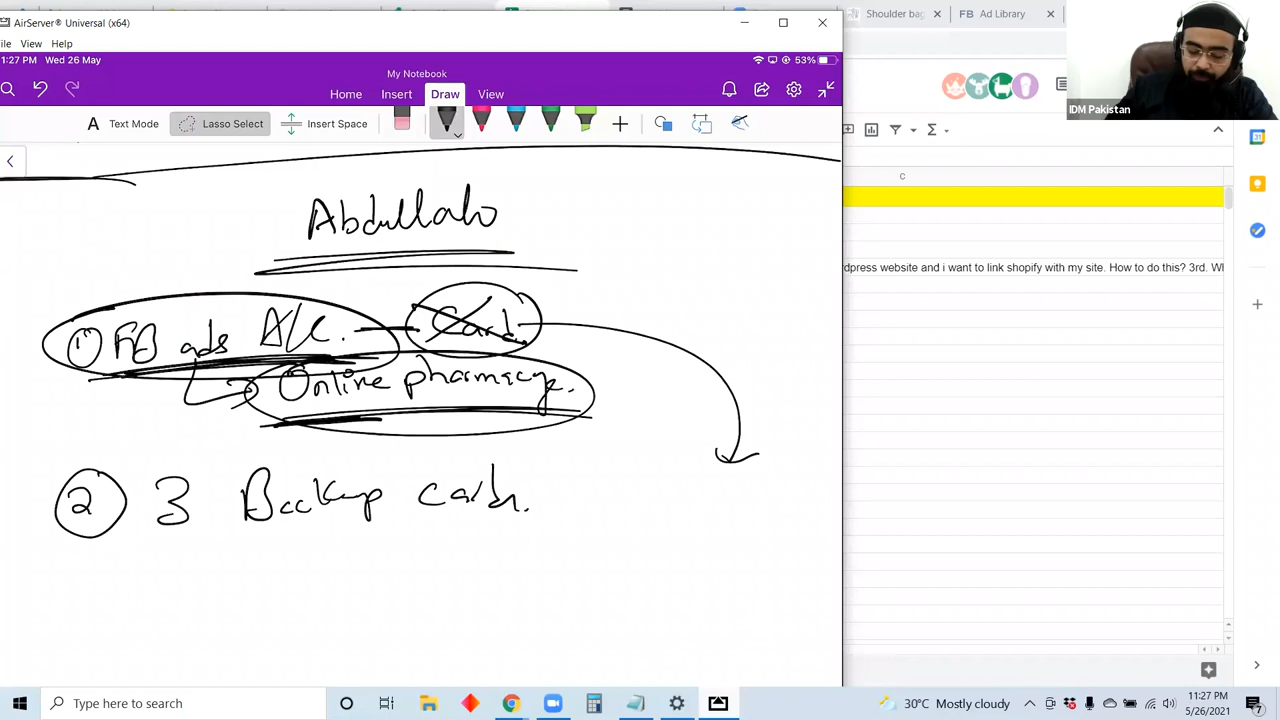 AirServer® Universal (x64)
Shoulder bag
FB Ad Library
ile View Help
1:27 PM Wed 26 May
53%
My Notebook
Home Insert Draw View
IDM Pakistan
A Text Mode Lasso Select Insert Space
C
Abdullah
① FB ads A/C. Card.
dpress website and i want to link shopify with my site. How to do this? 3rd. Wh
Online pharmacy.
② 3 Backup cards.
Type here to search
30°C Mostly cloudy
11:27 PM
5/26/2021
7